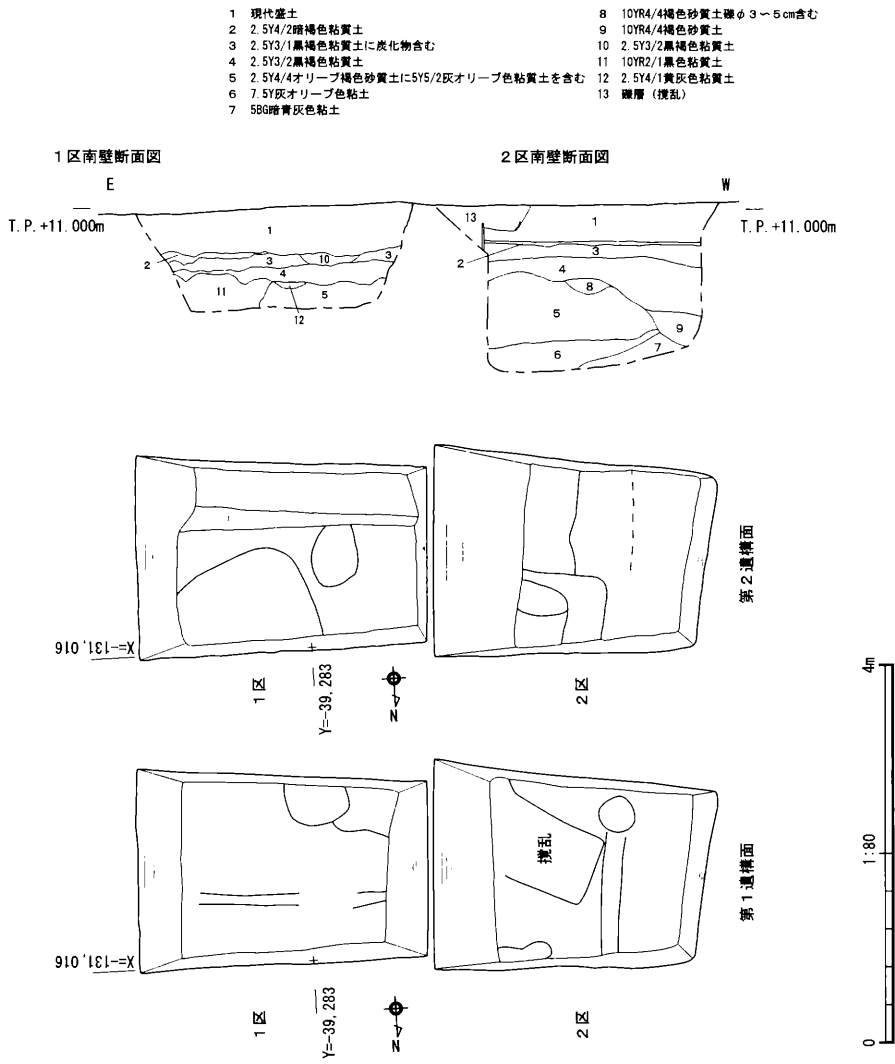 1 現代盛土
2 2.5Y4/2暗褐色粘質土
3 2.5Y3/1黒褐色粘質土に炭化物含む
4 2.5Y3/2黒褐色粘質土
5 2.5Y4/4オリーブ褐色砂質土に5Y5/2灰オリーブ色粘質土を含む
6 7.5Y灰オリーブ色粘土
7 5BG暗青灰色粘土
8 10YR4/4褐色砂質土礫φ3~5cm含む
9 10YR4/4褐色砂質土
10 2.5Y3/2黒褐色粘質土
11 10YR2/1黒色粘質土
12 2.5Y4/1黄灰色粘質土
13 礫層（撹乱）
1区南壁断面図
E
T.P.+11.000m
1
2
3
10
3
4
11
5
12
2区南壁断面図
W
T.P.+11.000m
13
1
2
3
4
8
5
9
7
6
X=-131,016
1区
Y=-39,283
N
2区
第2遺構面
撹乱
X=-131,016
1区
Y=-39,283
N
2区
第1遺構面
0
1:80
4m